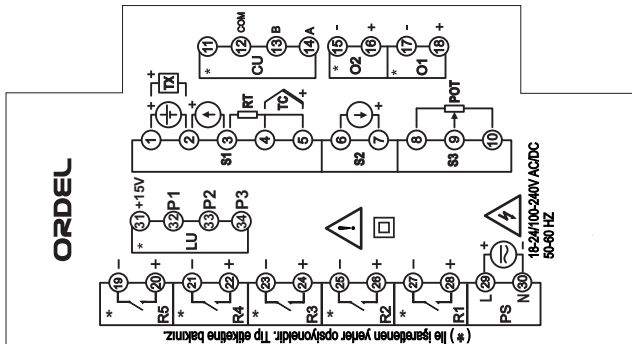 ORDEL
11
12 COM
13 B
14 A
* CU
15 -
16 +
* O2
17 -
18 +
* O1
+ TX
1 +
2
3
4
5
RT
TC +
S1
6
7 +
S2
8
9
10
POT
S3
31 +15V
32 P1
33 P2
34 P3
* LU
19 -
20 +
* R5
21 -
22 +
* R4
23 -
24 +
* R3
25 -
26 +
* R2
27 -
28 +
* R1
L 29 +
N 30 -
PS
18-24/100-240V AC/DC
50-60 HZ
( * ) ile işaretlenen yerler opsiyoneldir. Tip etiketine bakınız.